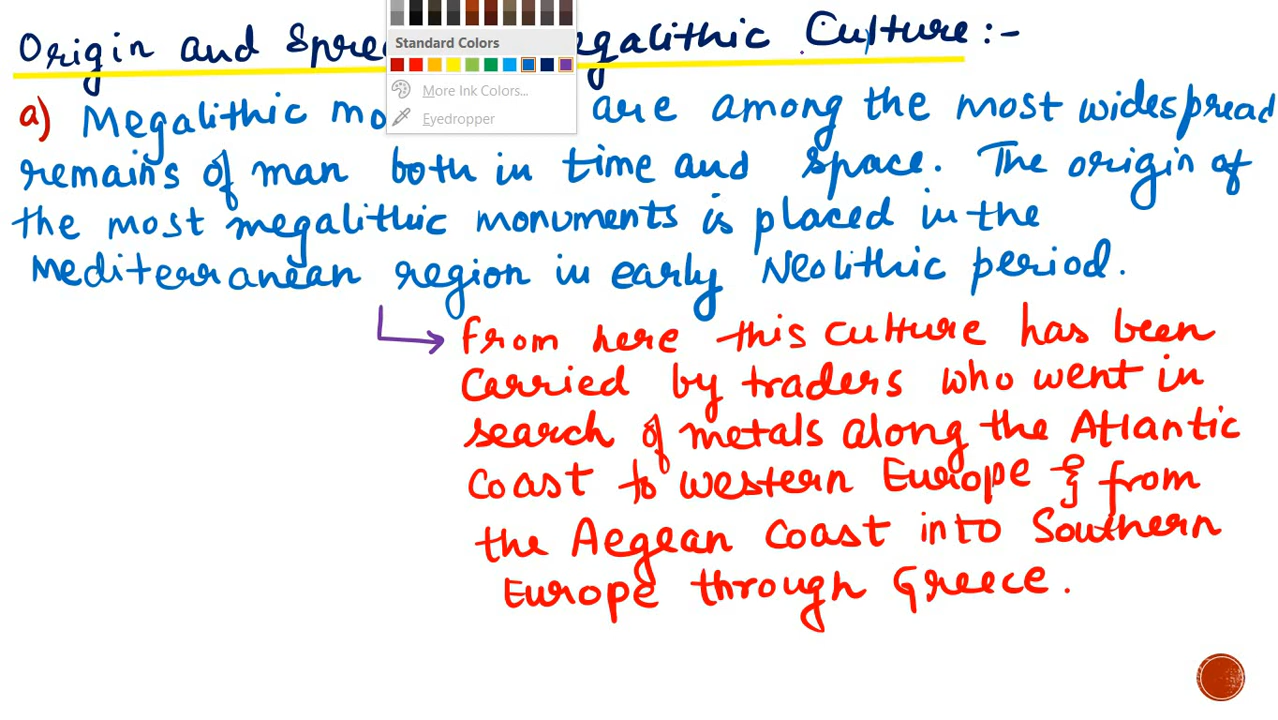 Origin and Spre egalithic Culture:-
Standard Colors
More Ink Colors...
Eyedropper
a) Megalithic mo are among the most widespread
remains of man both in time and space. The origin of
the most megalithic monuments is placed in the
Mediterranean region in early Neolithic period.
From here this culture has been
carried by traders who went in
search of metals along the Atlantic
coast to western Europe & from
the Aegean coast into Southern
Europe through Greece.